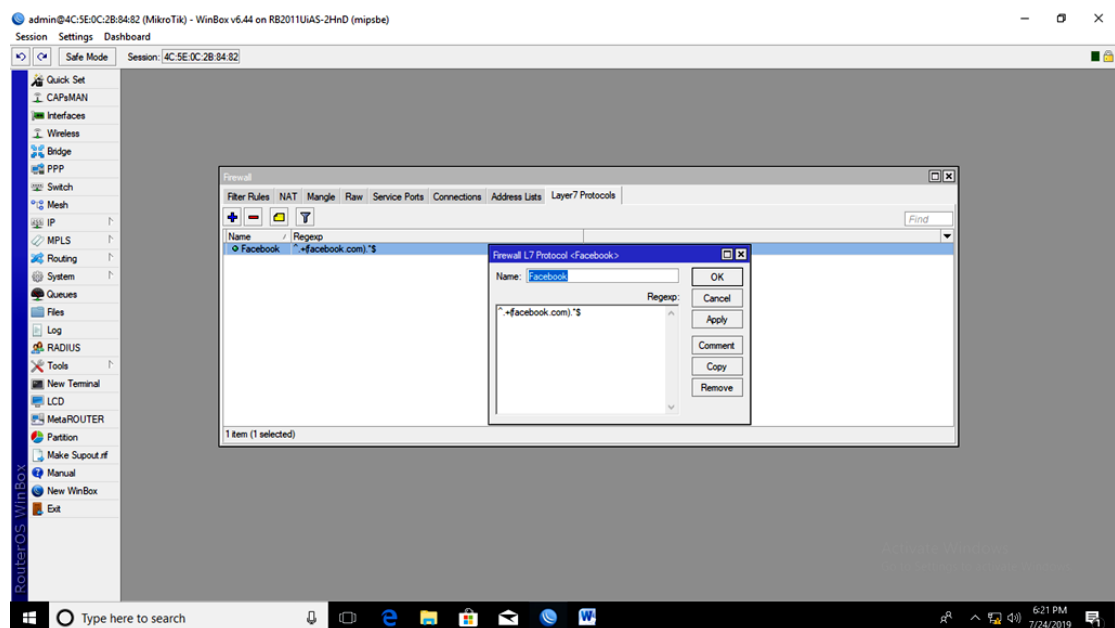 admin@4C:5E:0C:2B:84:82 (MikroTik) - WinBox v6.44 on RB2011UiAS-2HnD (mipsbe)
Session Settings Dashboard
Safe Mode Session: 4C:5E:0C:2B:84:82
Quick Set
CAPsMAN
Interfaces
Wireless
Bridge
PPP
Switch
Mesh
IP
MPLS
Routing
System
Queues
Files
Log
RADIUS
Tools
New Terminal
LCD
MetaROUTER
Partition
Make Supout.rif
Manual
New WinBox
Exit
RouterOS WinBox
Firewall
Filter Rules NAT Mangle Raw Service Ports Connections Address Lists Layer7 Protocols
Find
Name Regexp
Facebook ^.+(facebook.com).*$
1 item (1 selected)
Firewall L7 Protocol <Facebook>
Name: Facebook
Regexp:
^.+(facebook.com).*$
OK
Cancel
Apply
Comment
Copy
Remove
Activate Windows
Type here to search
6:21 PM
7/24/2019